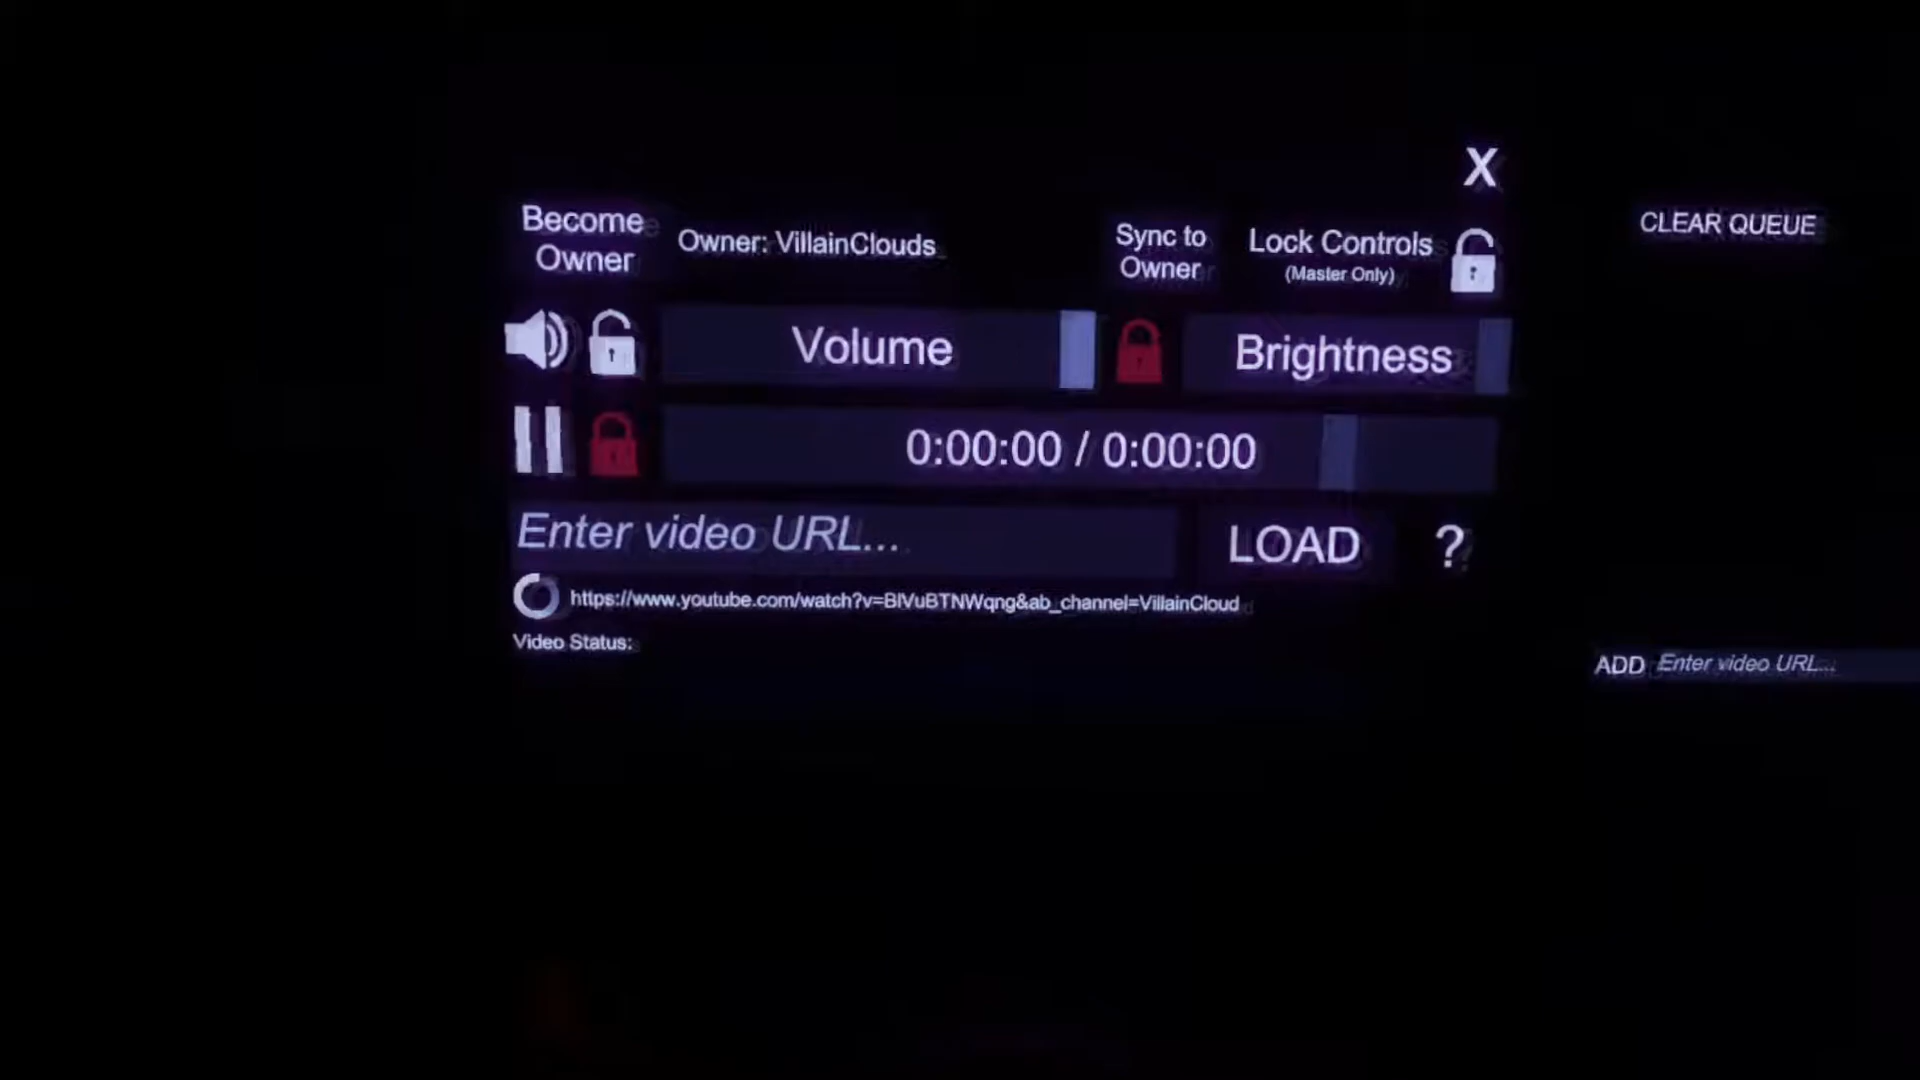 X
Become
Owner
Owner: VillainClouds
Sync to
Owner
Lock Controls
(Master Only)
CLEAR QUEUE
Volume
Brightness
0:00:00 / 0:00:00
Enter video URL...
LOAD
?
https://www.youtube.com/watch?v=BlVuBTNWqng&ab_channel=VillainCloud
Video Status:
ADD
Enter video URL...